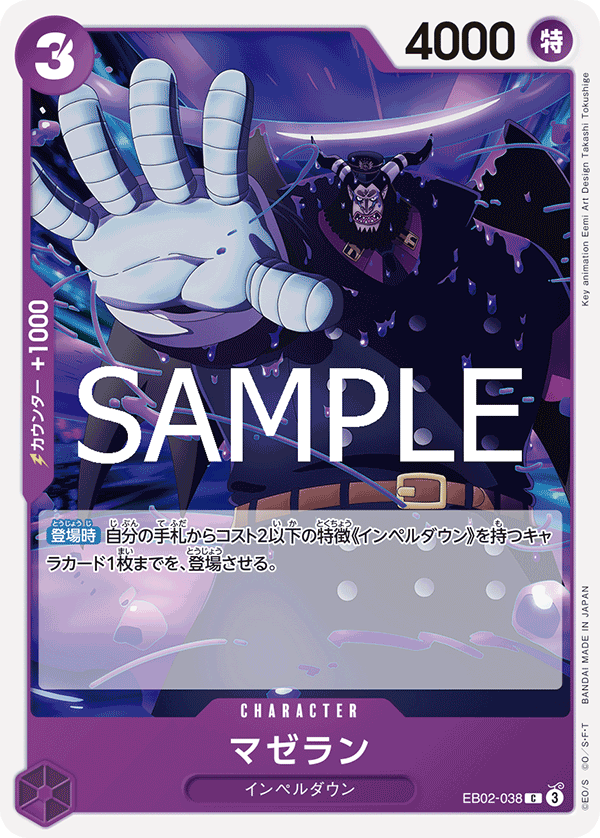 3
4000
特
Key animation Eemi Art Design Takashi Tokushige
カウンター +1000
SAMPLE
登場時 自分の手札からコスト2以下の特徴《インペルダウン》を持つキャ
ラカード1枚までを、登場させる。
CHARACTER
マゼラン
インペルダウン
EB02-038 C 3
©EO/S ©O/S・F・T BANDAI MADE IN JAPAN